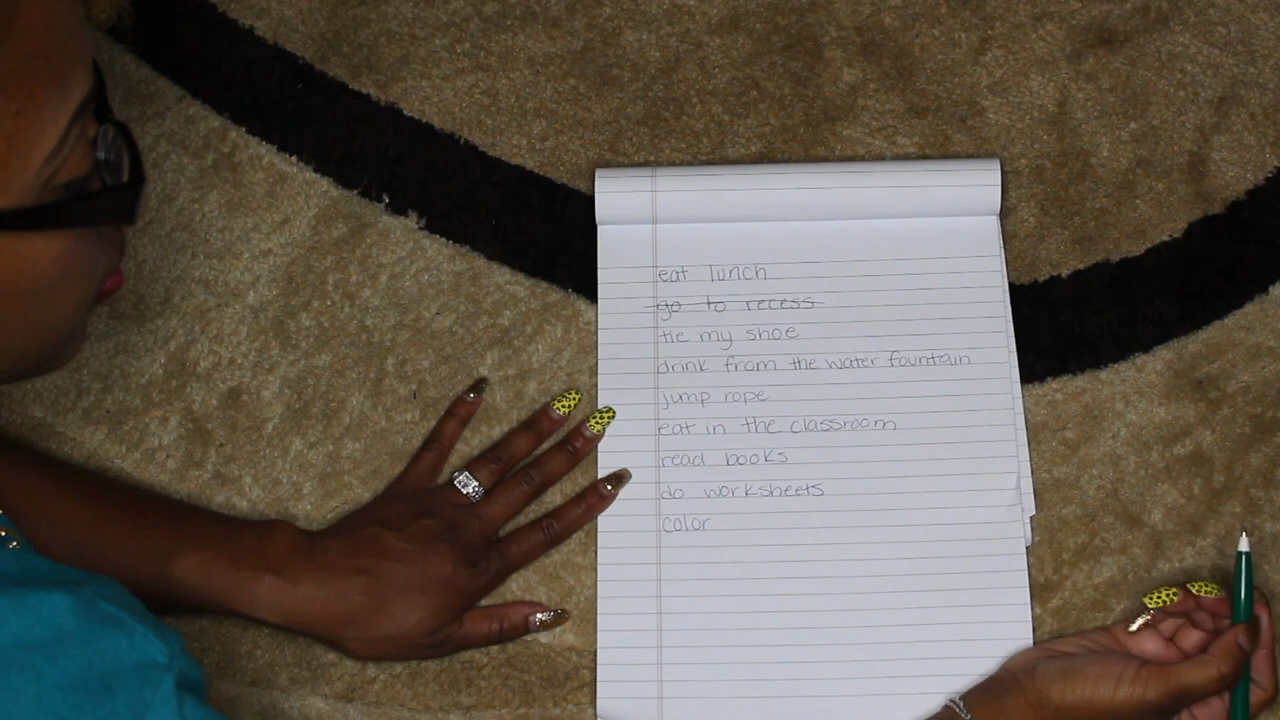 eat lunch
go to recess
tie my shoe
drink from the water fountain
jump rope
eat in the classroom
read books
do worksheets
color